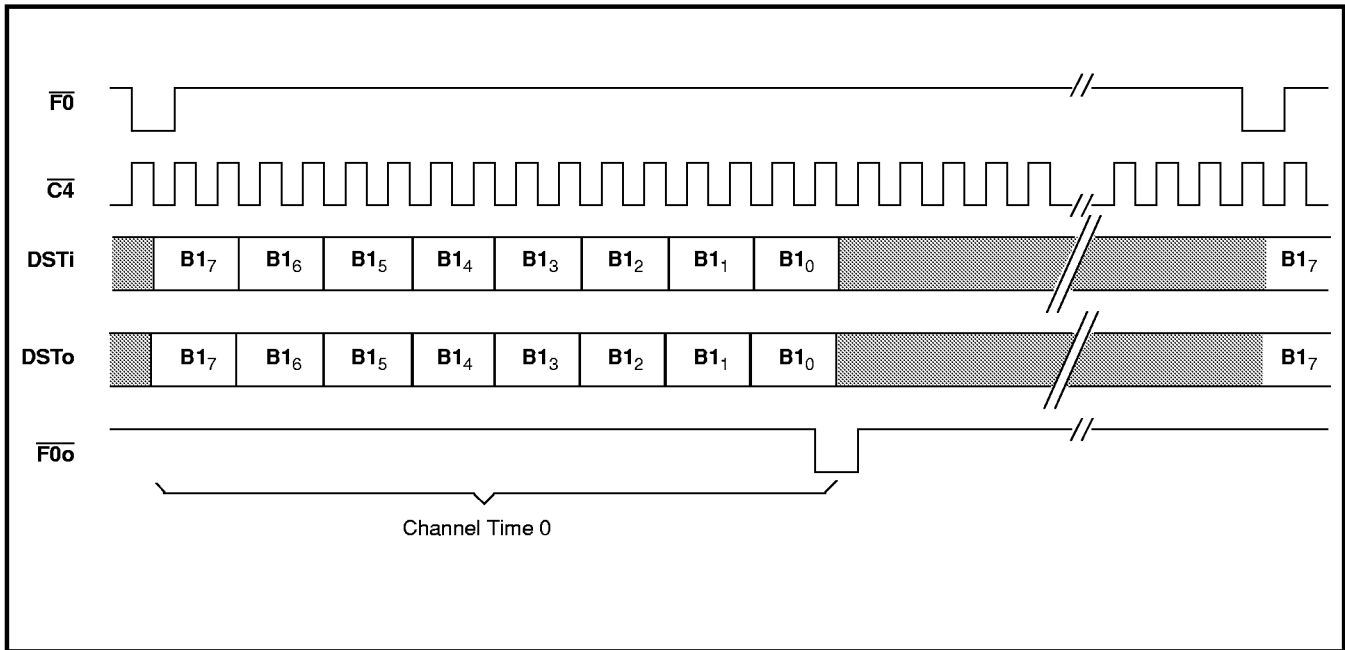 F0
C4
DSTi B1₇ B1₆ B1₅ B1₄ B1₃ B1₂ B1₁ B1₀ B1₇
DSTo B1₇ B1₆ B1₅ B1₄ B1₃ B1₂ B1₁ B1₀ B1₇
F0o
Channel Time 0